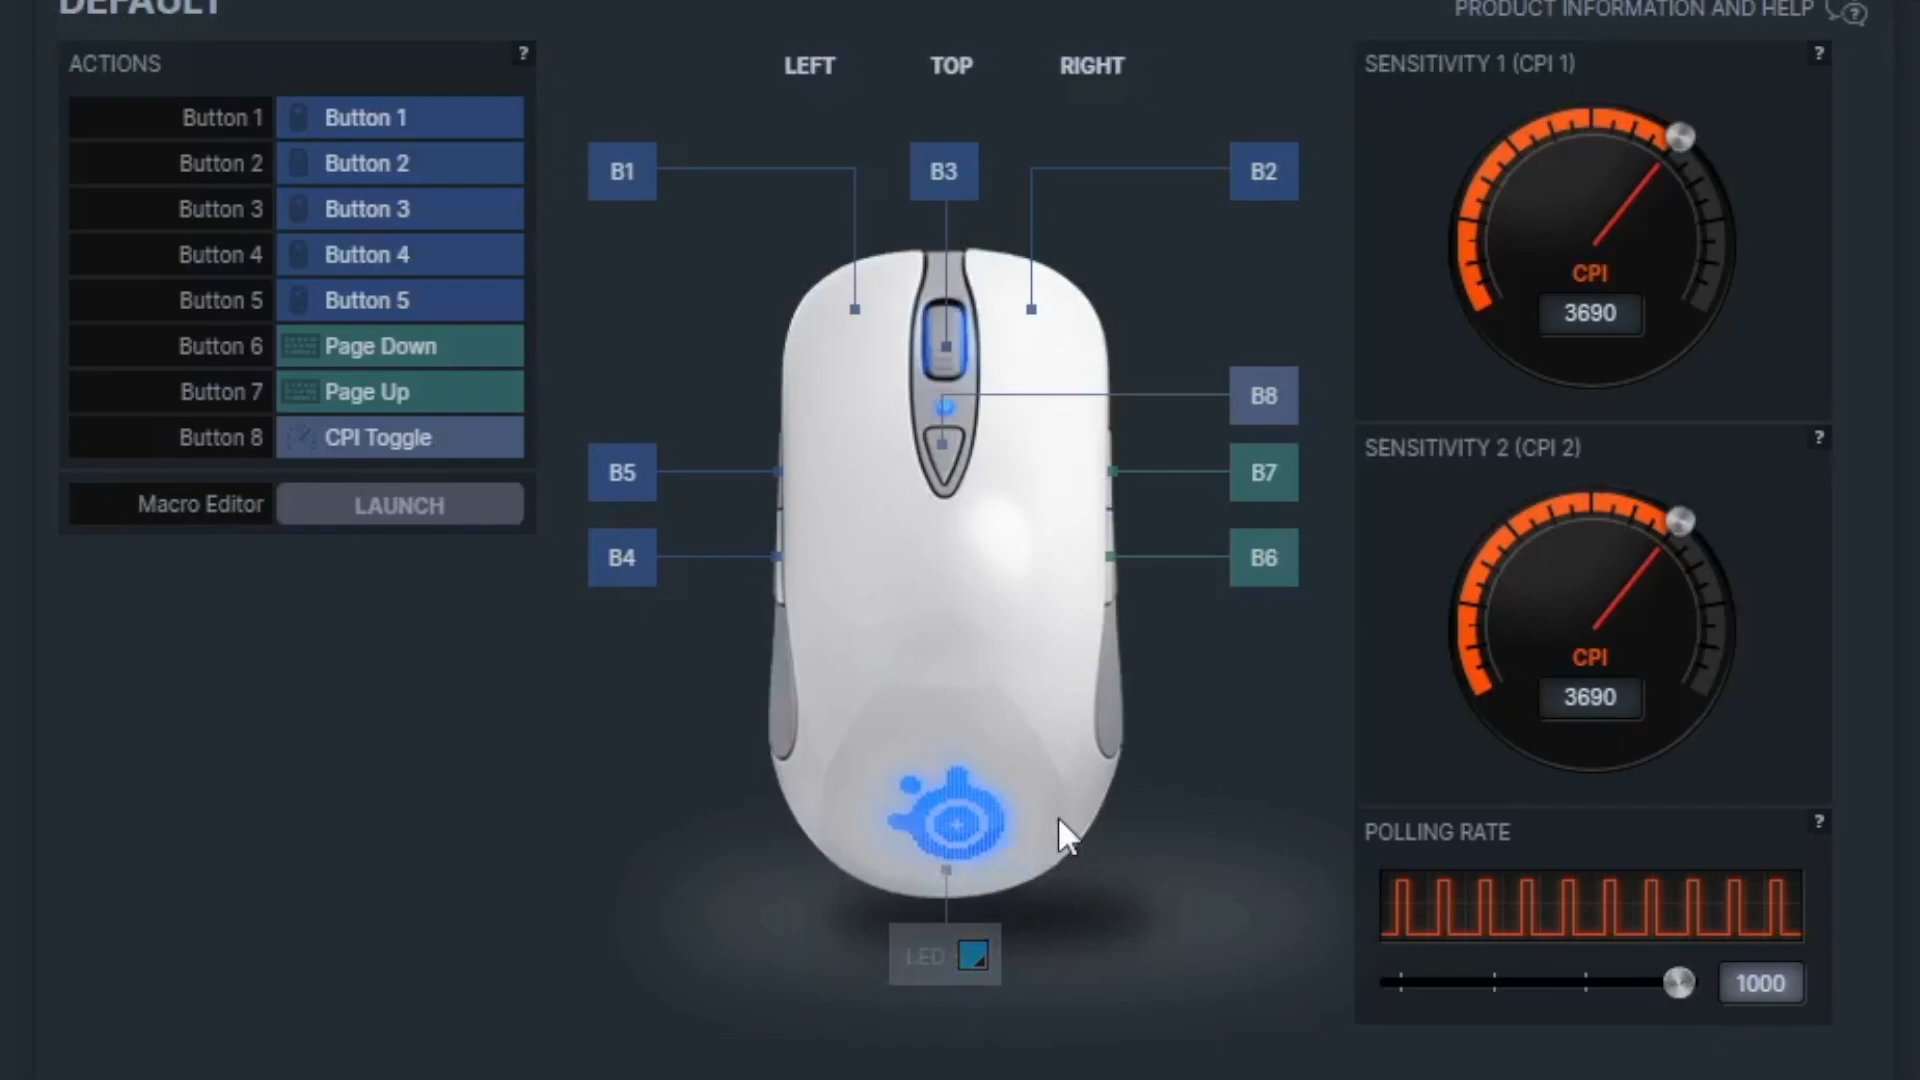 DEFAULT
PRODUCT INFORMATION AND HELP ?
ACTIONS ?
Button 1 Button 1
Button 2 Button 2
Button 3 Button 3
Button 4 Button 4
Button 5 Button 5
Button 6 Page Down
Button 7 Page Up
Button 8 CPI Toggle
Macro Editor LAUNCH
LEFT TOP RIGHT
B1 B3 B2
B8
B5 B7
B4 B6
LED
SENSITIVITY 1 (CPI 1) ?
CPI
3690
SENSITIVITY 2 (CPI 2) ?
CPI
3690
POLLING RATE ?
1000